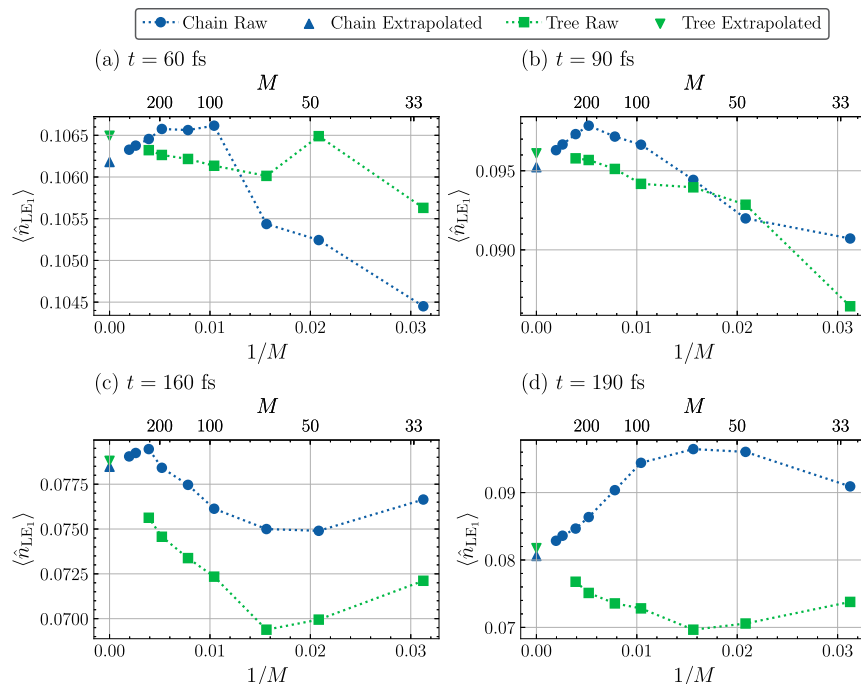 Chain Raw Chain Extrapolated Tree Raw Tree Extrapolated
(a) t = 60 fs
M
200 100 50 33
0.1065
0.1060
0.1055
0.1050
0.1045
⟨n̂_LE₁⟩
0.00 0.01 0.02 0.03
1/M
(b) t = 90 fs
M
200 100 50 33
0.095
0.090
⟨n̂_LE₁⟩
0.00 0.01 0.02 0.03
1/M
(c) t = 160 fs
M
200 100 50 33
0.0775
0.0750
0.0725
0.0700
⟨n̂_LE₁⟩
0.00 0.01 0.02 0.03
1/M
(d) t = 190 fs
M
200 100 50 33
0.09
0.08
0.07
⟨n̂_LE₁⟩
0.00 0.01 0.02 0.03
1/M